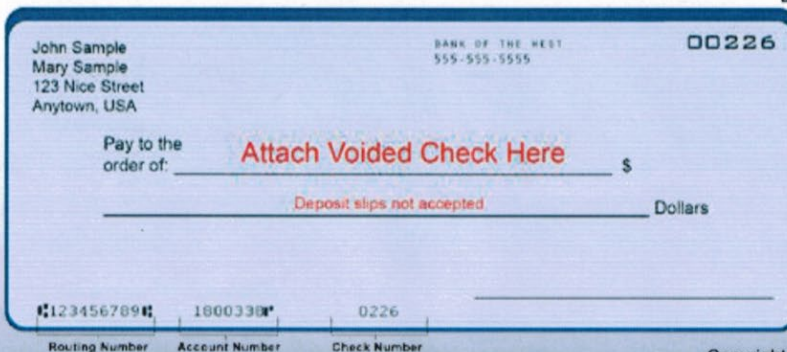 John Sample
Mary Sample
123 Nice Street
Anytown, USA
BANK OF THE WEST
555-555-5555
00226
Pay to the
order of:
Attach Voided Check Here
$
Deposit slips not accepted
Dollars
⑆123456789⑆ 1800338⑈ 0226
Routing Number Account Number Check Number